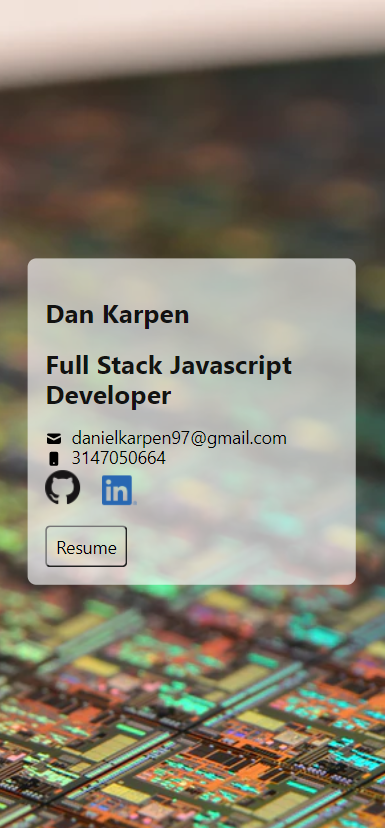 Dan Karpen
Full Stack Javascript
Developer
danielkarpen97@gmail.com
3147050664
in
Resume